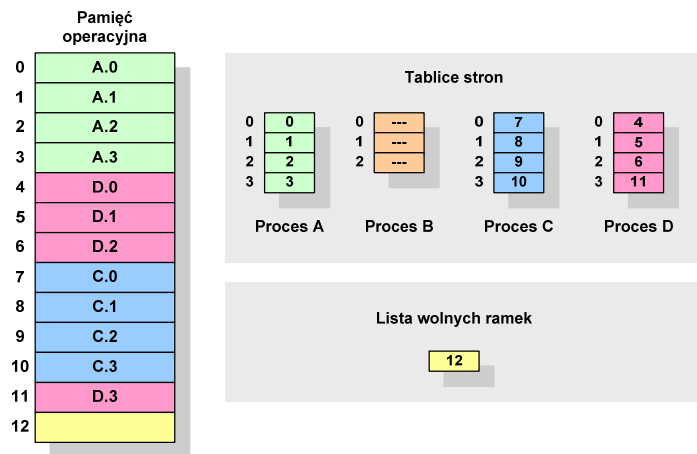 Pamięć
operacyjna
0 A.0
1 A.1
2 A.2
3 A.3
4 D.0
5 D.1
6 D.2
7 C.0
8 C.1
9 C.2
10 C.3
11 D.3
12
Tablice stron
0 0
1 1
2 2
3 3
Proces A
0 ---
1 ---
2 ---
Proces B
0 7
1 8
2 9
3 10
Proces C
0 4
1 5
2 6
3 11
Proces D
Lista wolnych ramek
12